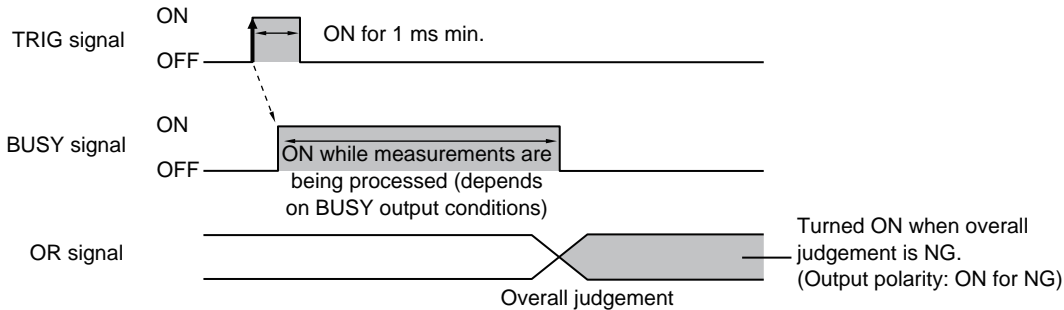 ON
TRIG signal
ON for 1 ms min.
OFF
ON
BUSY signal
OFF
ON while measurements are
being processed (depends
on BUSY output conditions)
OR signal
Turned ON when overall
judgement is NG.
(Output polarity: ON for NG)
Overall judgement